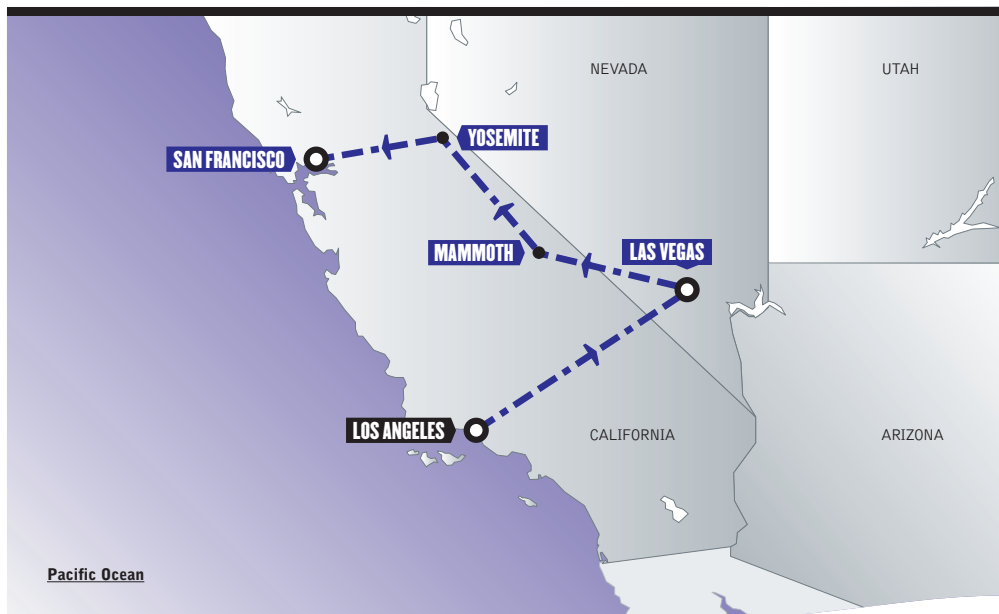 NEVADA
UTAH
YOSEMITE
SAN FRANCISCO
MAMMOTH
LAS VEGAS
LOS ANGELES
CALIFORNIA
ARIZONA
Pacific Ocean